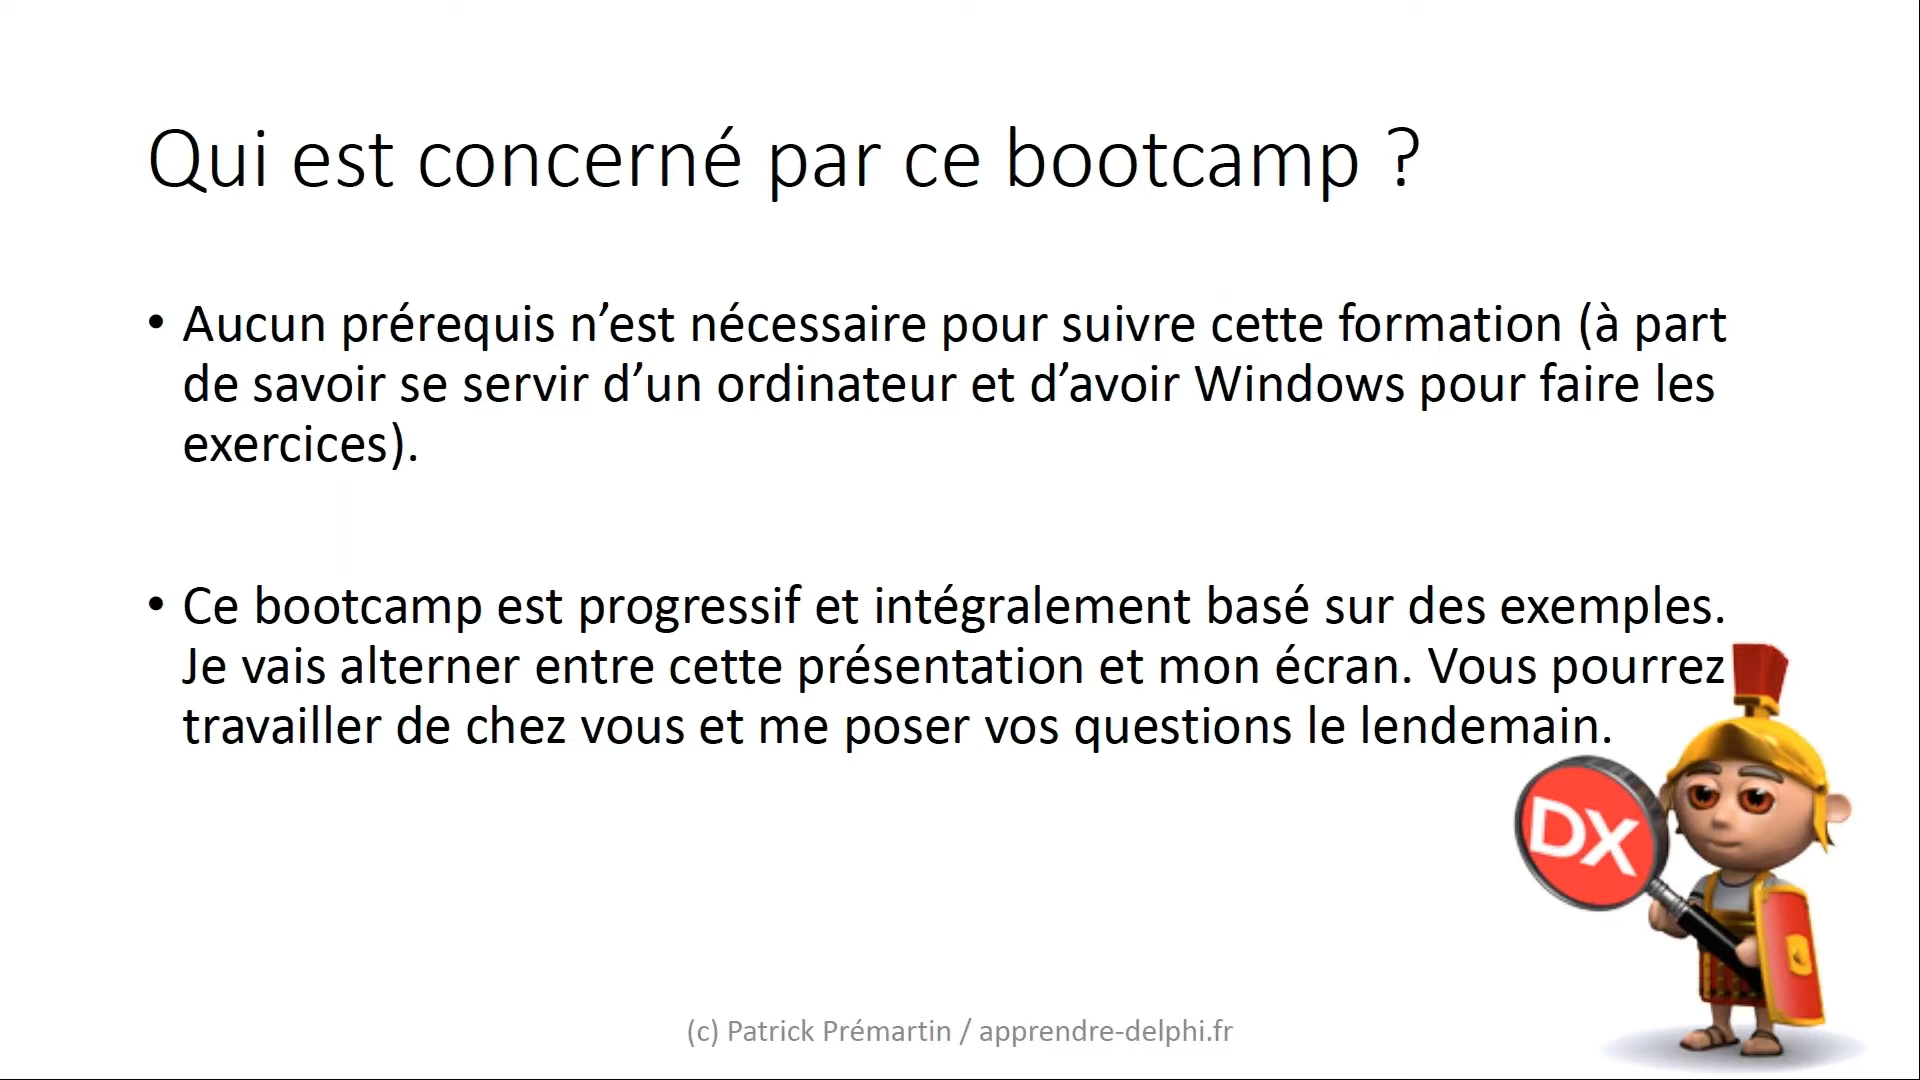 Qui est concerné par ce bootcamp ?
• Aucun prérequis n’est nécessaire pour suivre cette formation (à part
de savoir se servir d’un ordinateur et d’avoir Windows pour faire les
exercices).
• Ce bootcamp est progressif et intégralement basé sur des exemples.
Je vais alterner entre cette présentation et mon écran. Vous pourrez
travailler de chez vous et me poser vos questions le lendemain.
DX
(c) Patrick Prémartin / apprendre-delphi.fr